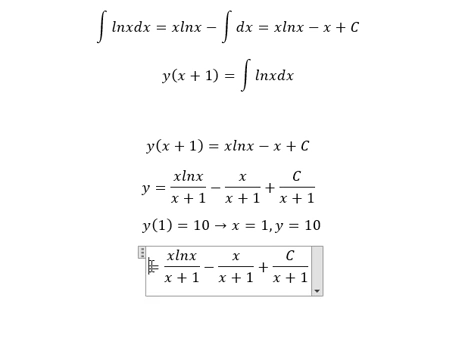 ∫ lnxdx = xlnx − ∫ dx = xlnx − x + C
y(x + 1) = ∫ lnxdx
y(x + 1) = xlnx − x + C
y = xlnx/(x + 1) − x/(x + 1) + C/(x + 1)
y(1) = 10 → x = 1, y = 10
= xlnx/(x + 1) − x/(x + 1) + C/(x + 1)